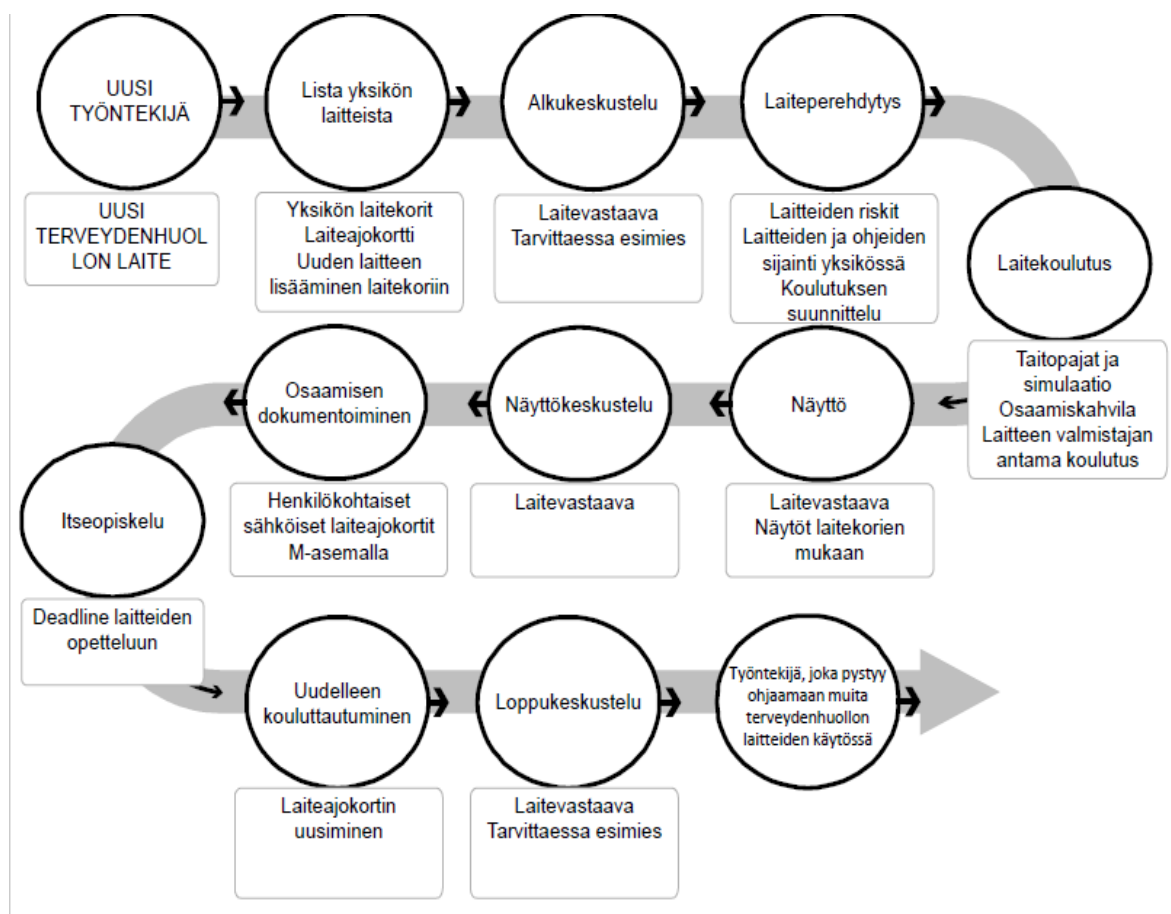 UUSI
TYÖNTEKIJÄ
UUSI
TERVEYDENHUOL
LON LAITE
Lista yksikön
laitteista
Yksikön laitekorit
Laiteajokortti
Uuden laitteen
lisääminen laitekoriin
Alkukeskustelu
Laitevastaava
Tarvittaessa esimies
Laiteperehdytys
Laitteiden riskit
Laitteiden ja ohjeiden
sijainti yksikössä
Koulutuksen
suunnittelu
Laitekoulutus
Taitopajat ja
simulaatio
Osaamiskahvila
Laitteen valmistajan
antama koulutus
Näyttö
Laitevastaava
Näytöt laitekorien
mukaan
Näyttökeskustelu
Laitevastaava
Osaamisen
dokumentoiminen
Henkilökohtaiset
sähköiset laiteajokortit
M-asemalla
Itseopiskelu
Deadline laitteiden
opetteluun
Uudelleen
kouluttautuminen
Laiteajokortin
uusiminen
Loppukeskustelu
Laitevastaava
Tarvittaessa esimies
Työntekijä, joka pystyy
ohjaamaan muita
terveydenhuollon
laitteiden käytössä